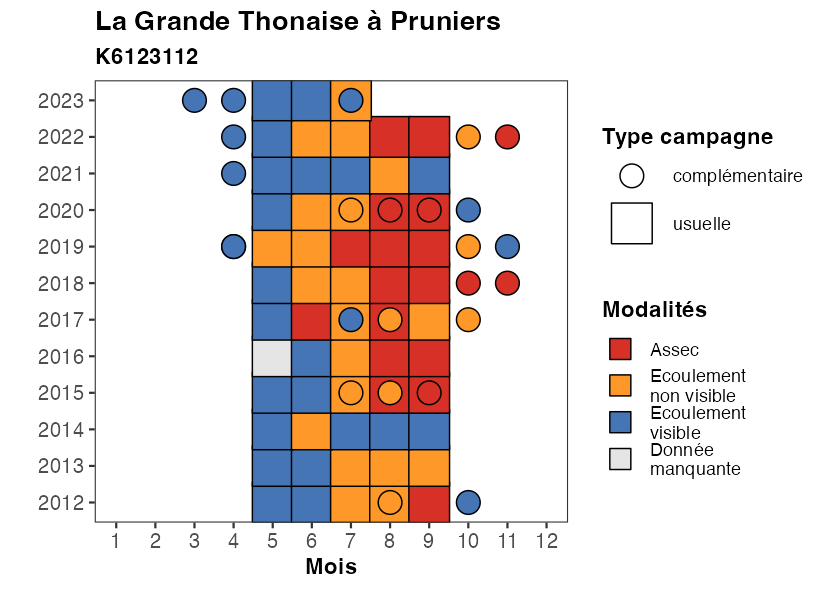 La Grande Thonaise à Pruniers
K6123112
2023
2022
2021
2020
2019
2018
2017
2016
2015
2014
2013
2012
1 2 3 4 5 6 7 8 9 10 11 12
Mois
Type campagne
complémentaire
usuelle
Modalités
Assec
Ecoulement
non visible
Ecoulement
visible
Donnée
manquante